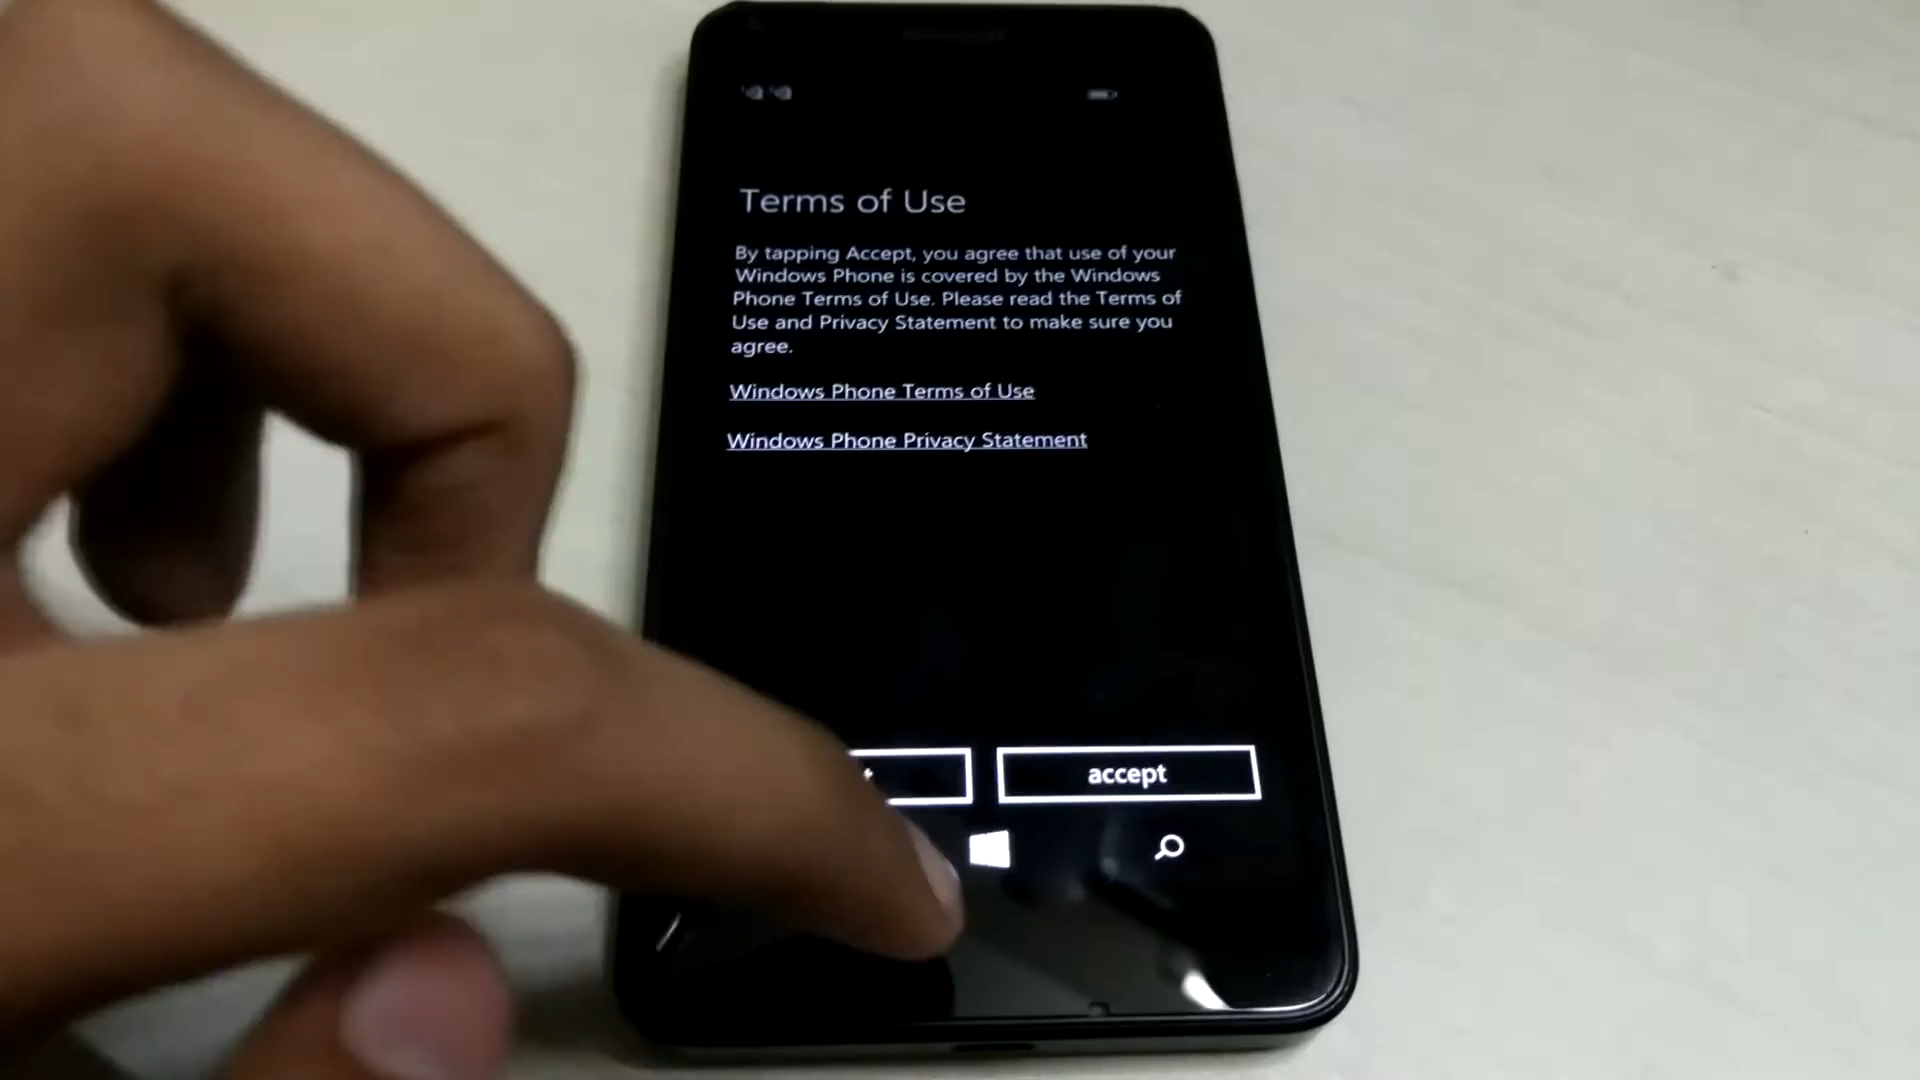 Terms of Use
By tapping Accept, you agree that use of your
Windows Phone is covered by the Windows
Phone Terms of Use. Please read the Terms of
Use and Privacy Statement to make sure you
agree.
Windows Phone Terms of Use
Windows Phone Privacy Statement
accept